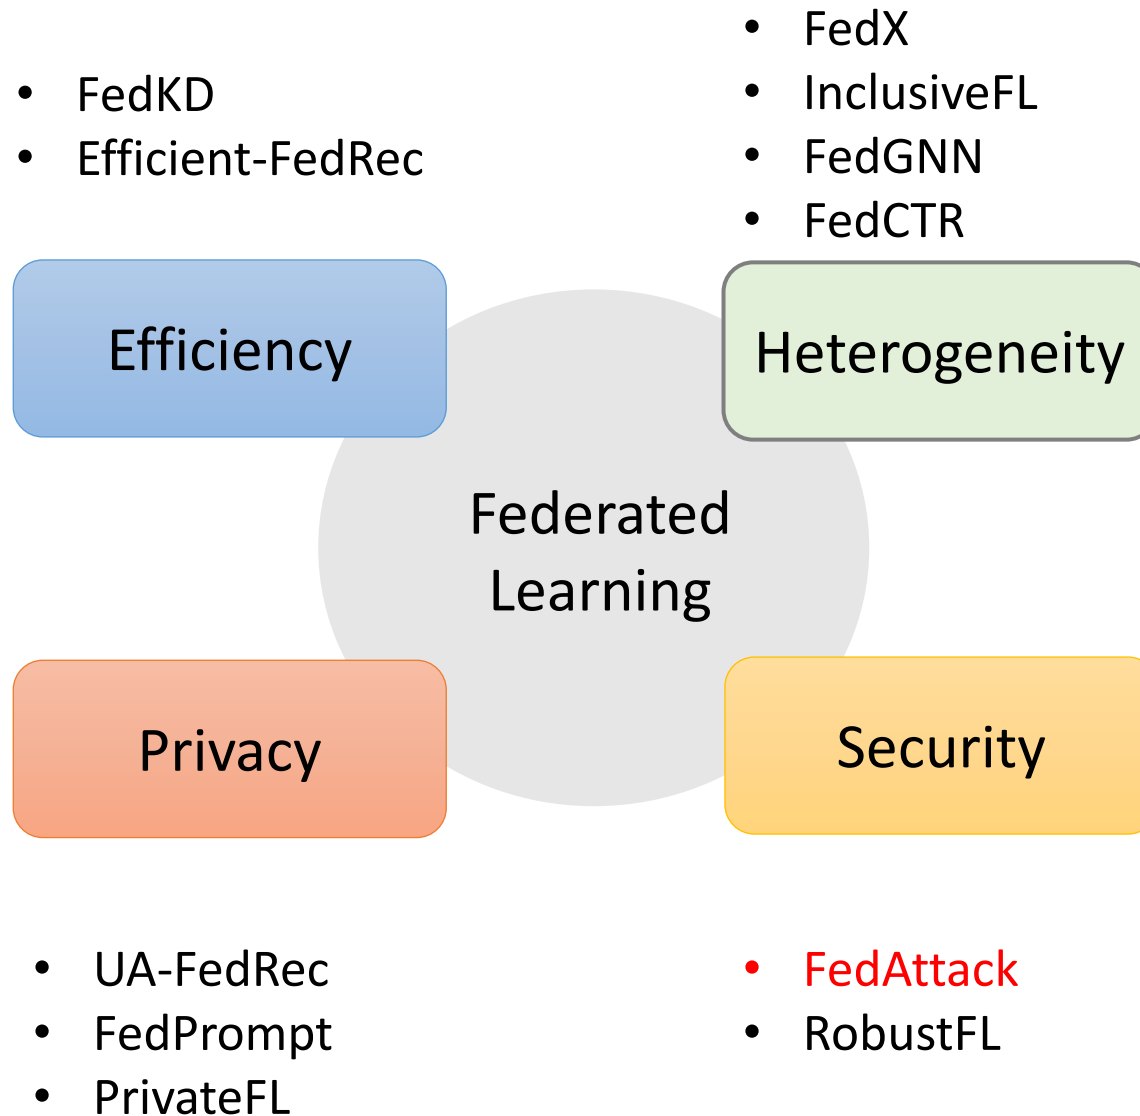 • FedKD
• Efficient-FedRec
• FedX
• InclusiveFL
• FedGNN
• FedCTR
Efficiency
Heterogeneity
Federated
Learning
Privacy
Security
• UA-FedRec
• FedPrompt
• PrivateFL
• FedAttack
• RobustFL